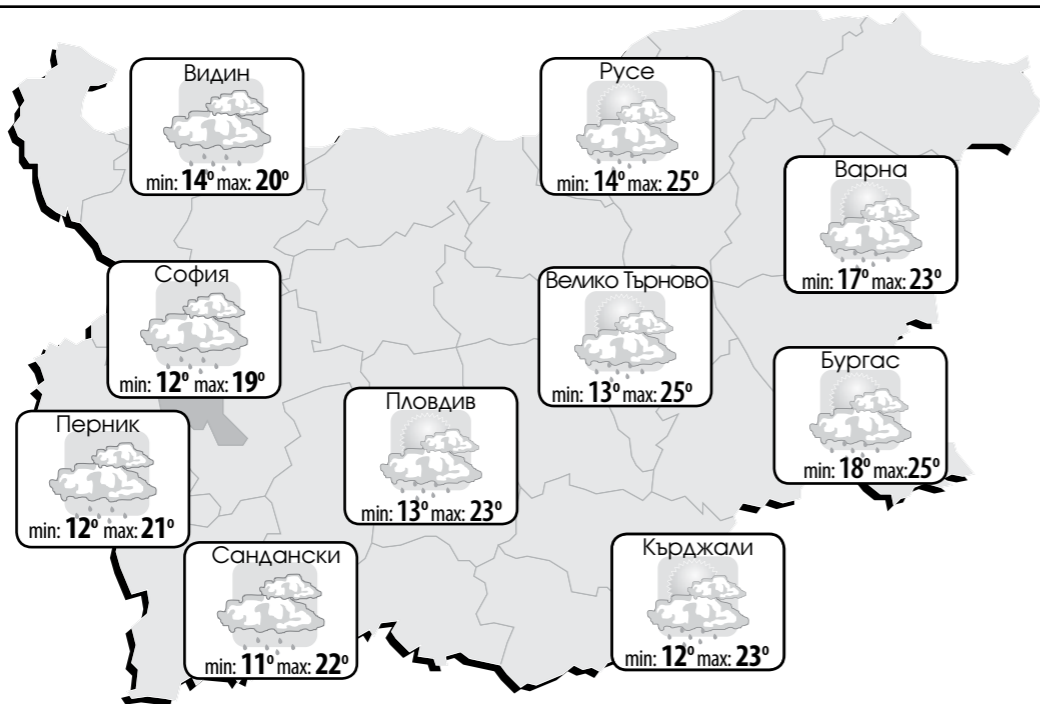 Видин
min: 14° max: 20°
Русе
min: 14° max: 25°
Варна
min: 17° max: 23°
София
min: 12° max: 19°
Велико Търново
min: 13° max: 25°
Бургас
min: 18° max:25°
Пловдив
min: 13° max: 23°
Перник
min: 12° max: 21°
Сандански
min: 11° max: 22°
Кърджали
min: 12° max: 23°